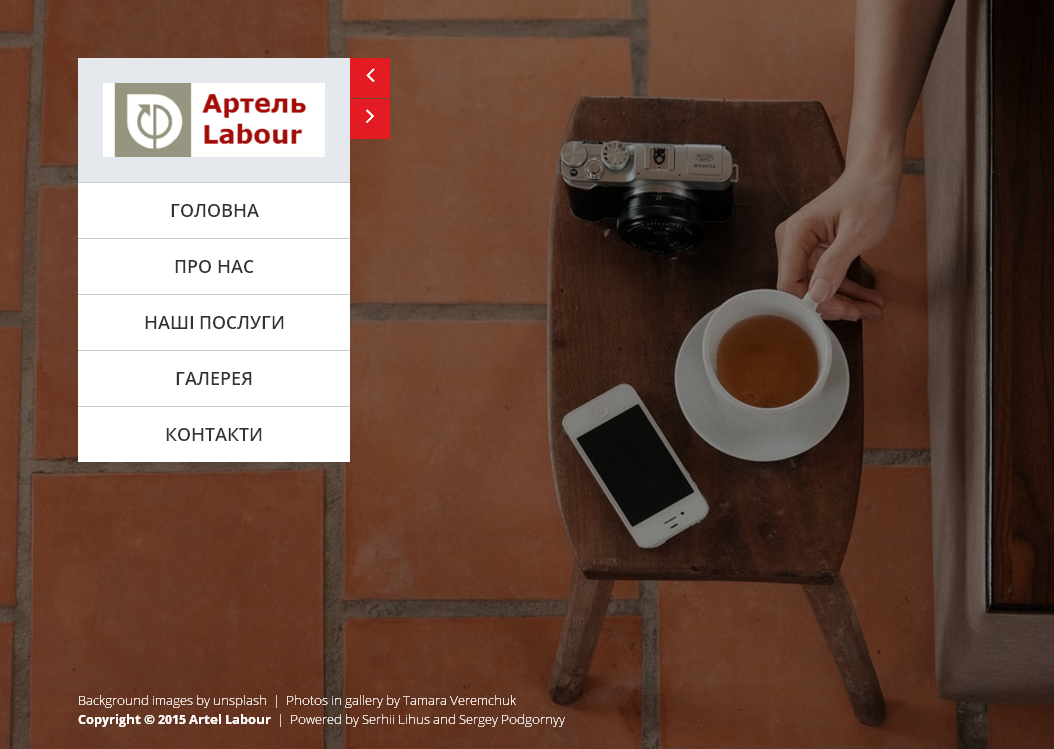 Артель
Labour
ГОЛОВНА
ПРО НАС
НАШІ ПОСЛУГИ
ГАЛЕРЕЯ
КОНТАКТИ
Background images by unsplash | Photos in gallery by Tamara Veremchuk
Copyright © 2015 Artel Labour | Powered by Serhii Lihus and Sergey Podgornyy